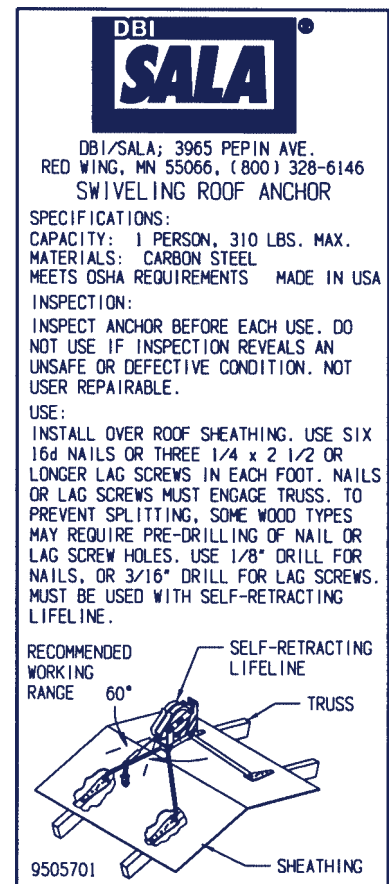 DBI
SALA
DBI/SALA; 3965 PEPIN AVE.
RED WING, MN 55066, (800) 328-6146
SWIVELING ROOF ANCHOR
SPECIFICATIONS:
CAPACITY: 1 PERSON, 310 LBS. MAX.
MATERIALS: CARBON STEEL
MEETS OSHA REQUIREMENTS MADE IN USA
INSPECTION:
INSPECT ANCHOR BEFORE EACH USE. DO
NOT USE IF INSPECTION REVEALS AN
UNSAFE OR DEFECTIVE CONDITION. NOT
USER REPAIRABLE.
USE:
INSTALL OVER ROOF SHEATHING. USE SIX
16d NAILS OR THREE 1/4 x 2 1/2 OR
LONGER LAG SCREWS IN EACH FOOT. NAILS
OR LAG SCREWS MUST ENGAGE TRUSS. TO
PREVENT SPLITTING, SOME WOOD TYPES
MAY REQUIRE PRE-DRILLING OF NAIL OR
LAG SCREW HOLES. USE 1/8" DRILL FOR
NAILS, OR 3/16" DRILL FOR LAG SCREWS.
MUST BE USED WITH SELF-RETRACTING
LIFELINE.
RECOMMENDED
WORKING
RANGE 60°
SELF-RETRACTING
LIFELINE
TRUSS
SHEATHING
9505701